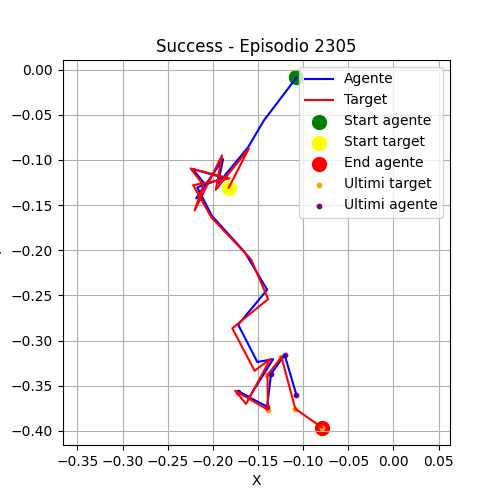 Success - Episodio 2305
Agente
Target
Start agente
Start target
End agente
Ultimi target
Ultimi agente
0.00
−0.05
−0.10
−0.15
−0.20
−0.25
−0.30
−0.35
−0.40
−0.35 −0.30 −0.25 −0.20 −0.15 −0.10 −0.05 0.00 0.05
X